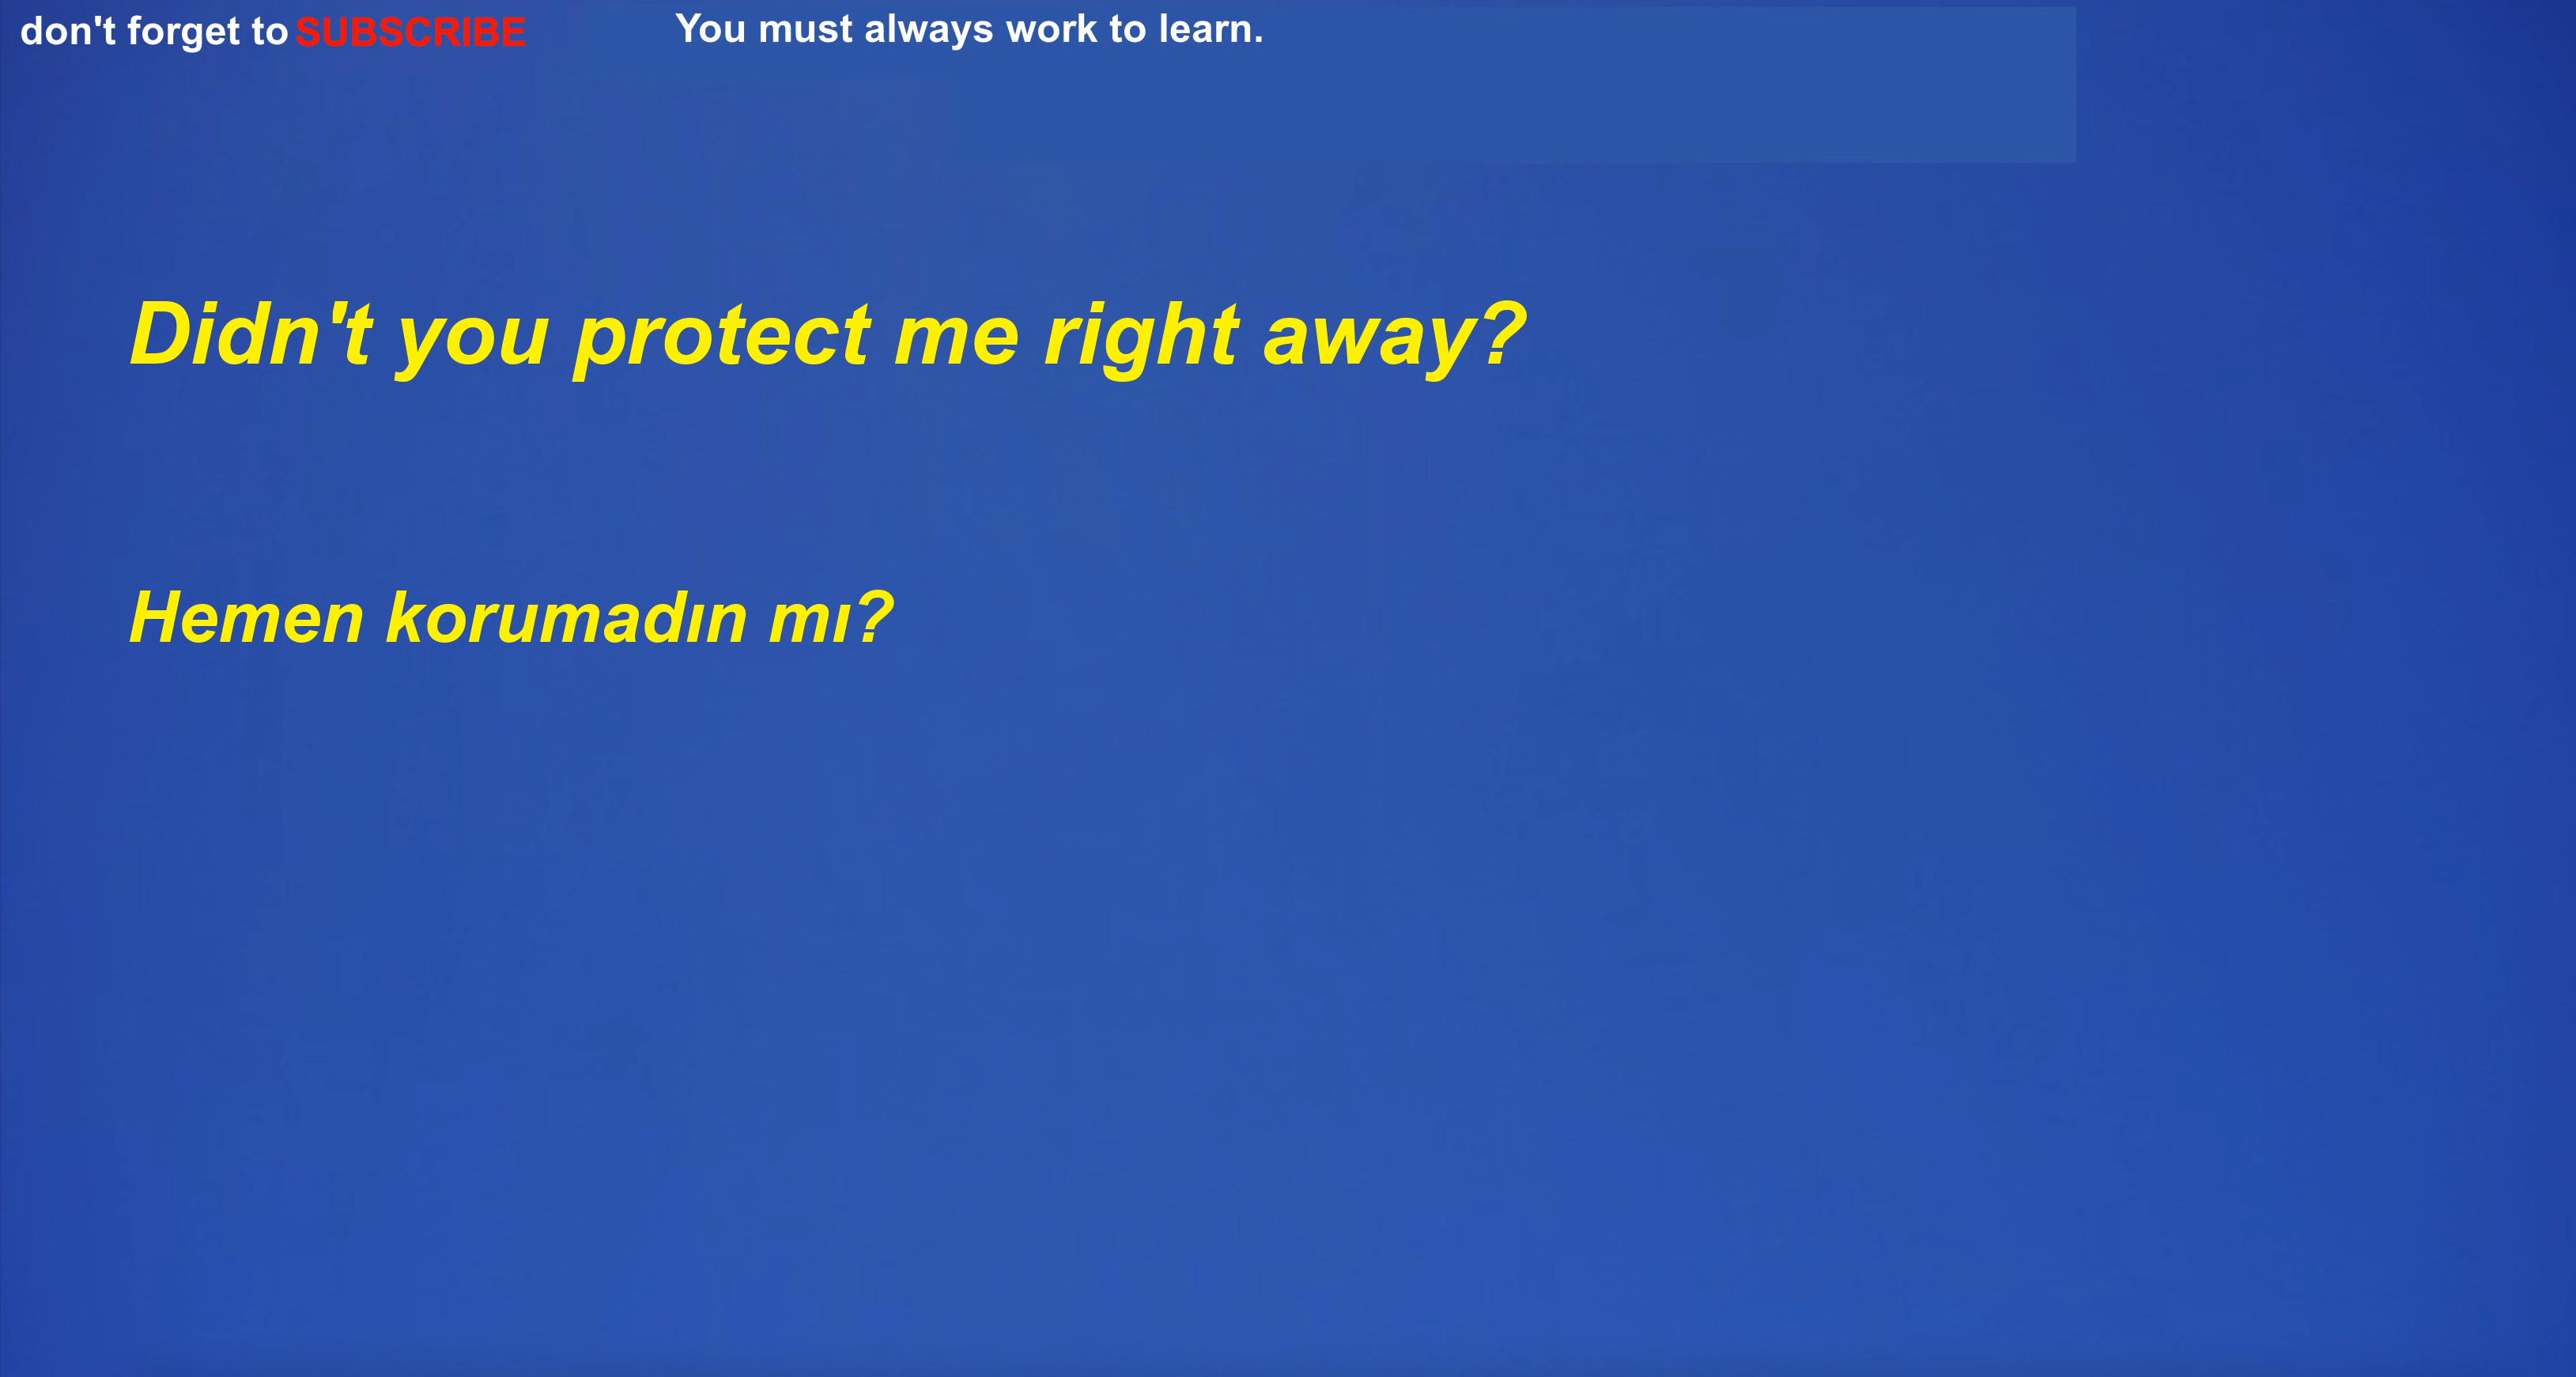 don't forget to SUBSCRIBE You must always work to learn.
Didn't you protect me right away?
Hemen korumadın mı?